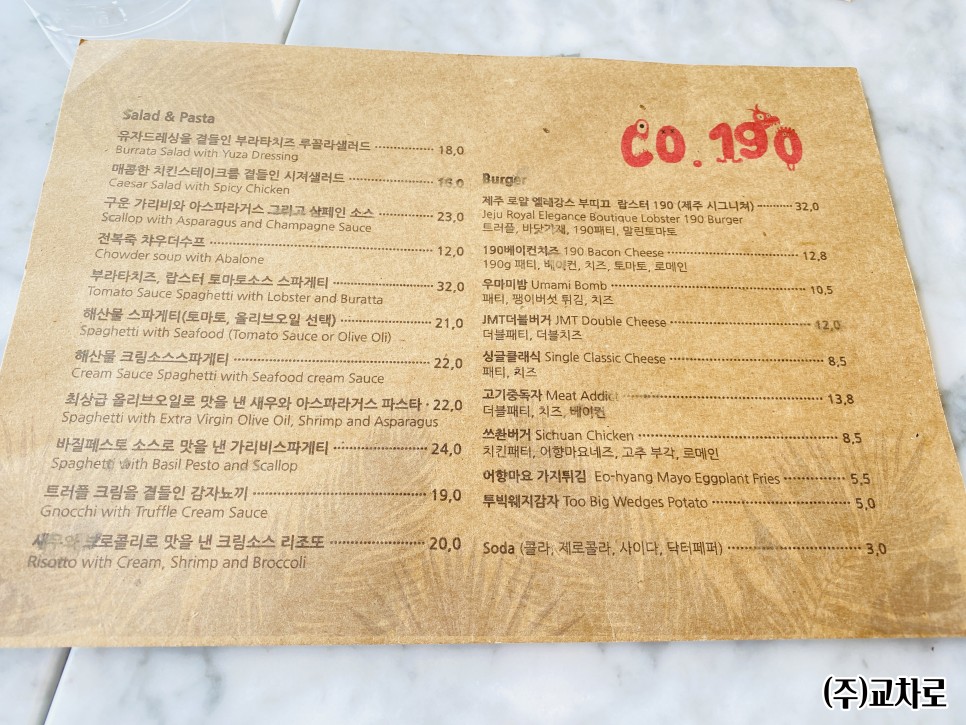 Salad & Pasta
유자드레싱을 곁들인 부라타치즈 루꼴라샐러드 18,0
Burrata Salad with Yuza Dressing
매콤한 치킨스테이크를 곁들인 시져샐러드 16,0
Caesar Salad with Spicy Chicken
구운 가리비와 아스파라거스 그리고 샴페인 소스 23,0
Scallop with Asparagus and Champagne Sauce
전복죽 챠우더수프 12,0
Chowder soup with Abalone
부라타치즈, 랍스터 토마토소스 스파게티 32,0
Tomato Sauce Spaghetti with Lobster and Buratta
해산물 스파게티(토마토, 올리브오일 선택) 21,0
Spaghetti with Seafood (Tomato Sauce or Olive Oli)
해산물 크림소스스파게티 22,0
Cream Sauce Spaghetti with Seafood cream Sauce
최상급 올리브오일로 맛을 낸 새우와 아스파라거스 파스타 22,0
Spaghetti with Extra Virgin Olive Oil, Shrimp and Asparagus
바질페스토 소스로 맛을 낸 가리비스파게티 24,0
Spaghetti with Basil Pesto and Scallop
트러플 크림을 곁들인 감자뇨끼 19,0
Gnocchi with Truffle Cream Sauce
새우와 브로콜리로 맛을 낸 크림소스 리조또 20,0
Risotto with Cream, Shrimp and Broccoli
CO. 190
Burger
제주 로얄 엘레강스 부띠끄 랍스터 190 (제주 시그니쳐) 32,0
Jeju Royal Elegance Boutique Lobster 190 Burger
트러플, 바닷가재, 190패티, 말린토마토
190베이컨치즈 190 Bacon Cheese 12,8
190g 패티, 베이컨, 치즈, 토마토, 로메인
우마미밤 Umami Bomb 10,5
패티, 팽이버섯 튀김, 치즈
JMT더블버거 JMT Double Cheese 12,0
더블패티, 더블치즈
싱글클래식 Single Classic Cheese 8,5
패티, 치즈
고기중독자 Meat Addict 13,8
더블패티, 치즈, 베이컨
쓰촨버거 Sichuan Chicken 8,5
치킨패티, 어향마요네즈, 고추 부각, 로메인
어향마요 가지튀김 Eo-hyang Mayo Eggplant Fries 5,5
투빅웨지감자 Too Big Wedges Potato 5,0
Soda (콜라, 제로콜라, 사이다, 닥터페퍼) 3,0
(주)교차로